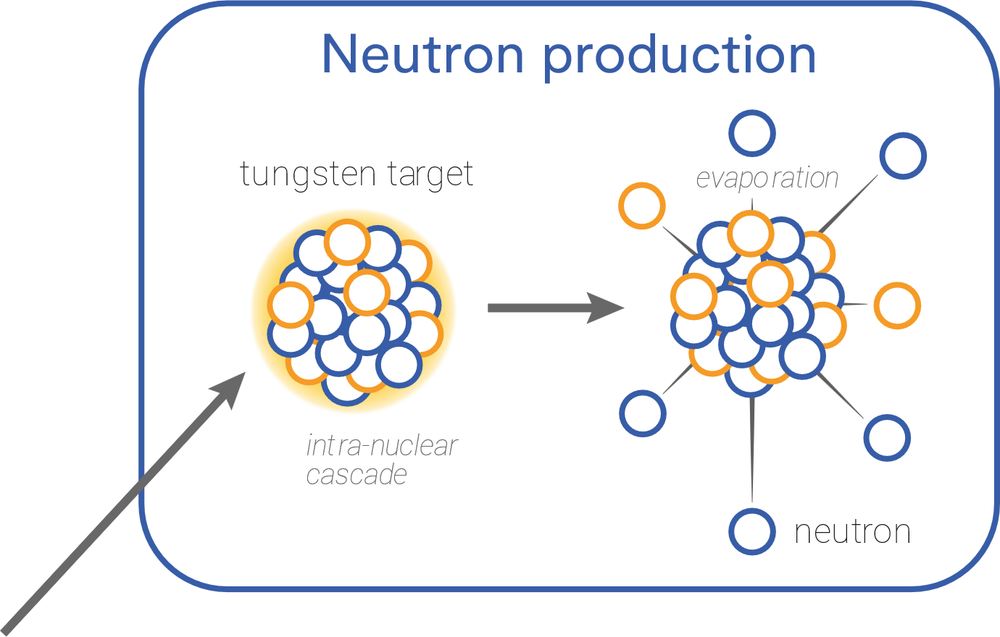 Neutron production
tungsten target
evaporation
intra-nuclear
cascade
neutron